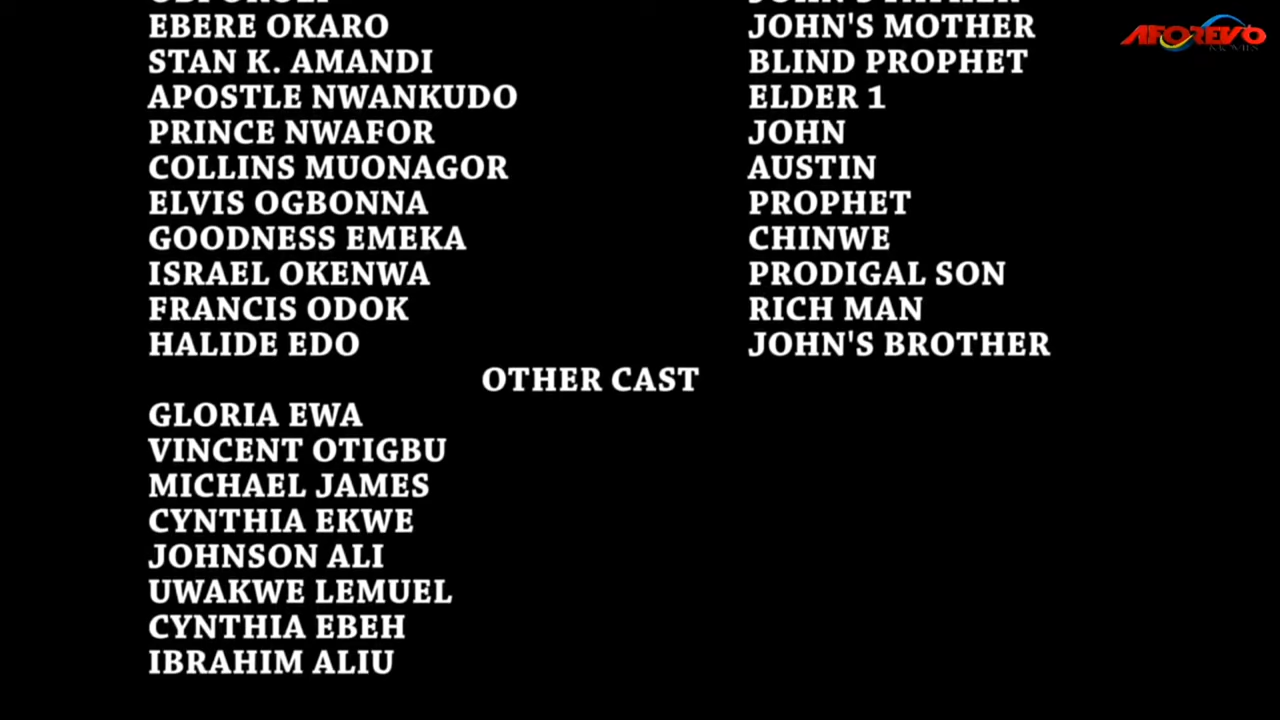 EBERE OKARO JOHN'S MOTHER
STAN K. AMANDI BLIND PROPHET
APOSTLE NWANKUDO ELDER 1
PRINCE NWAFOR JOHN
COLLINS MUONAGOR AUSTIN
ELVIS OGBONNA PROPHET
GOODNESS EMEKA CHINWE
ISRAEL OKENWA PRODIGAL SON
FRANCIS ODOK RICH MAN
HALIDE EDO JOHN'S BROTHER
OTHER CAST
GLORIA EWA
VINCENT OTIGBU
MICHAEL JAMES
CYNTHIA EKWE
JOHNSON ALI
UWAKWE LEMUEL
CYNTHIA EBEH
IBRAHIM ALIU
AFOREVO